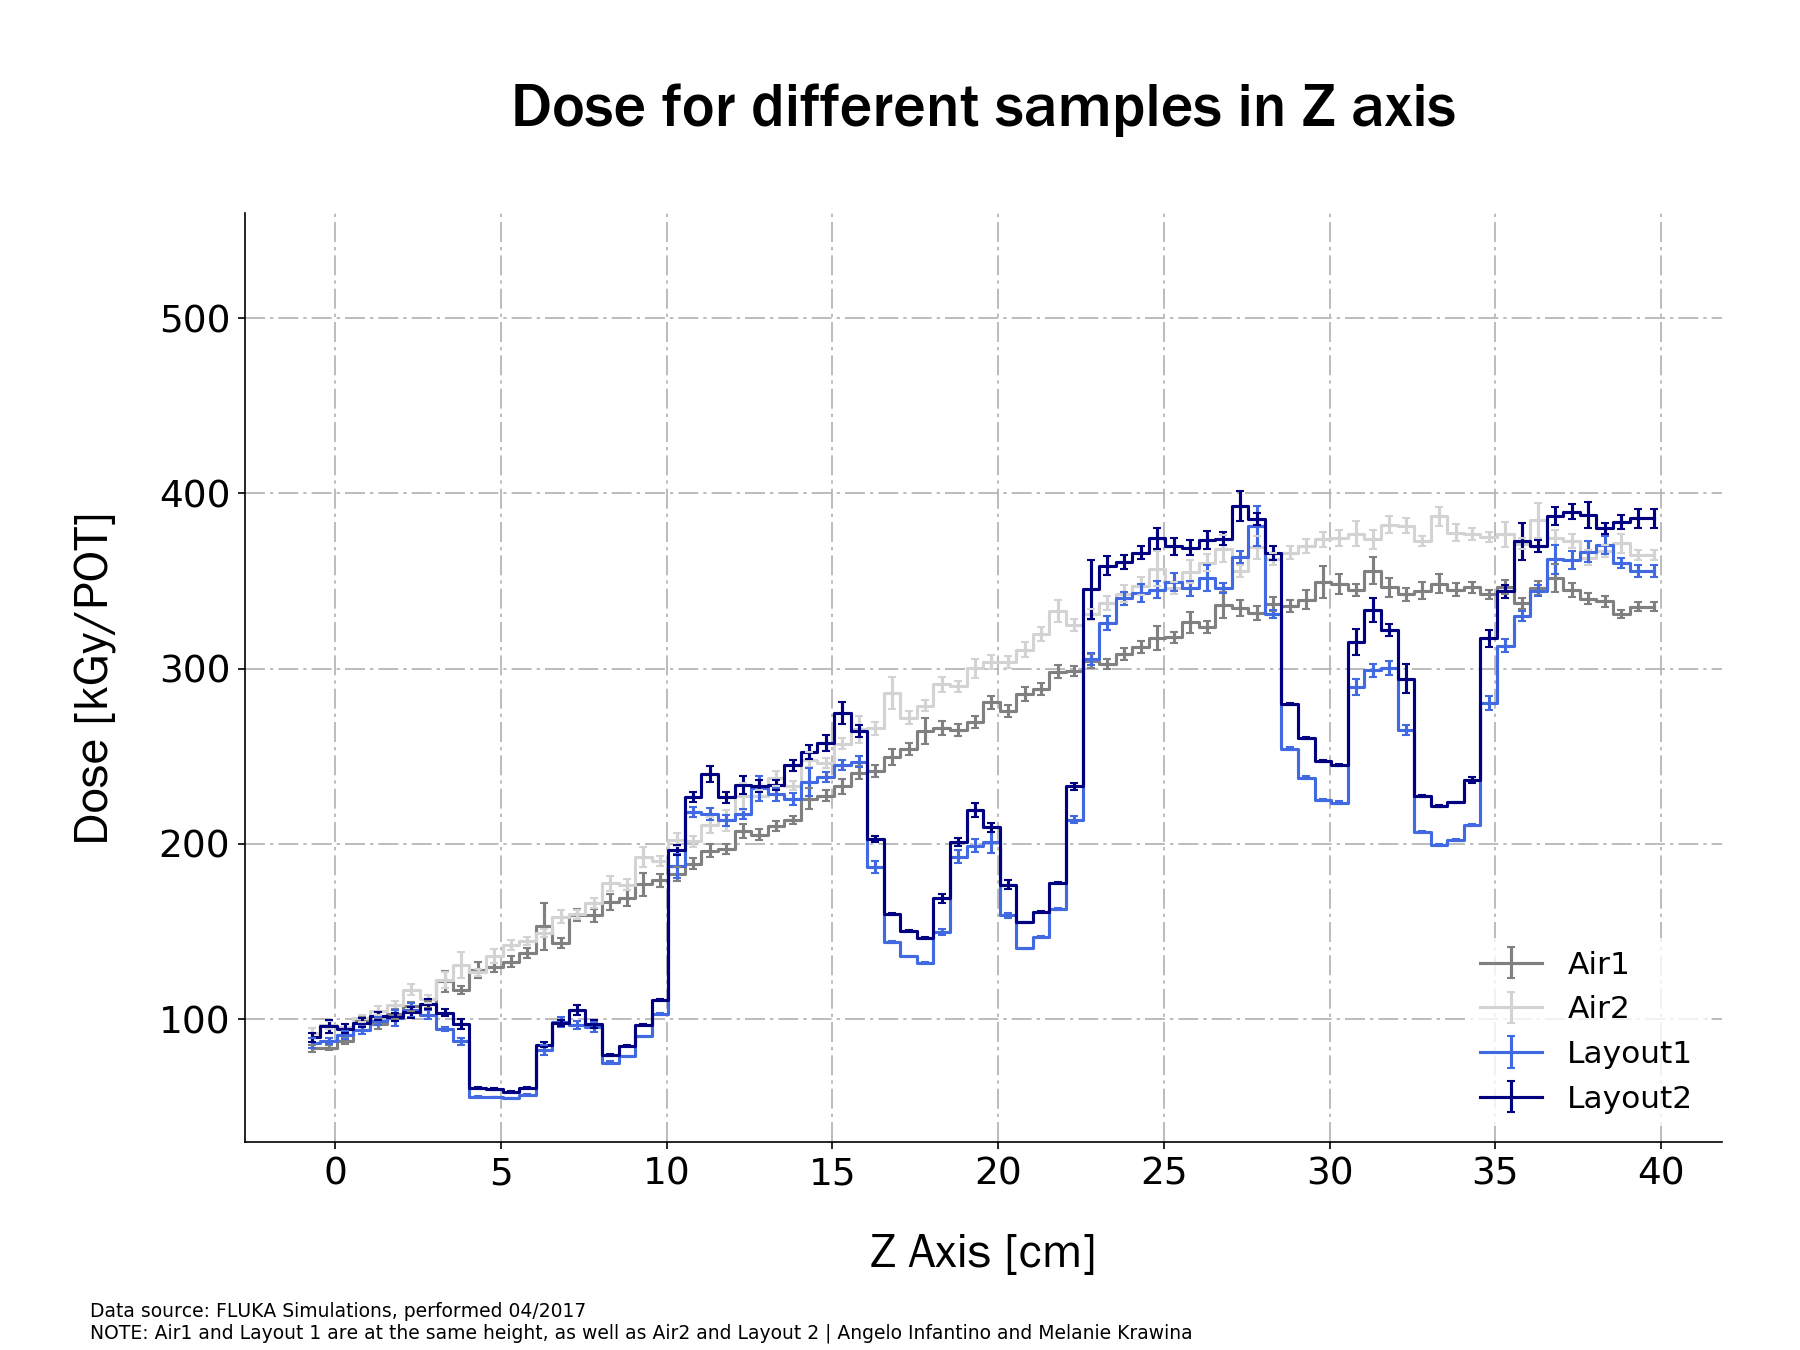 Dose for different samples in Z axis
Dose [kGy/POT]
500
400
300
200
100
0 5 10 15 20 25 30 35 40
Z Axis [cm]
Air1
Air2
Layout1
Layout2
Data source: FLUKA Simulations, performed 04/2017
NOTE: Air1 and Layout 1 are at the same height, as well as Air2 and Layout 2 | Angelo Infantino and Melanie Krawina